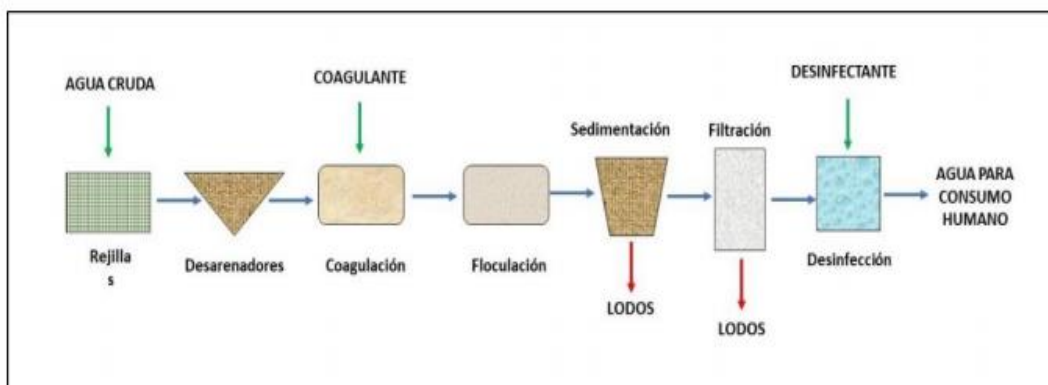 AGUA CRUDA
COAGULANTE
DESINFECTANTE
Sedimentación
Filtración
AGUA PARA
CONSUMO
HUMANO
Rejilla
s
Desarenadores
Coagulación
Floculación
Desinfección
LODOS
LODOS